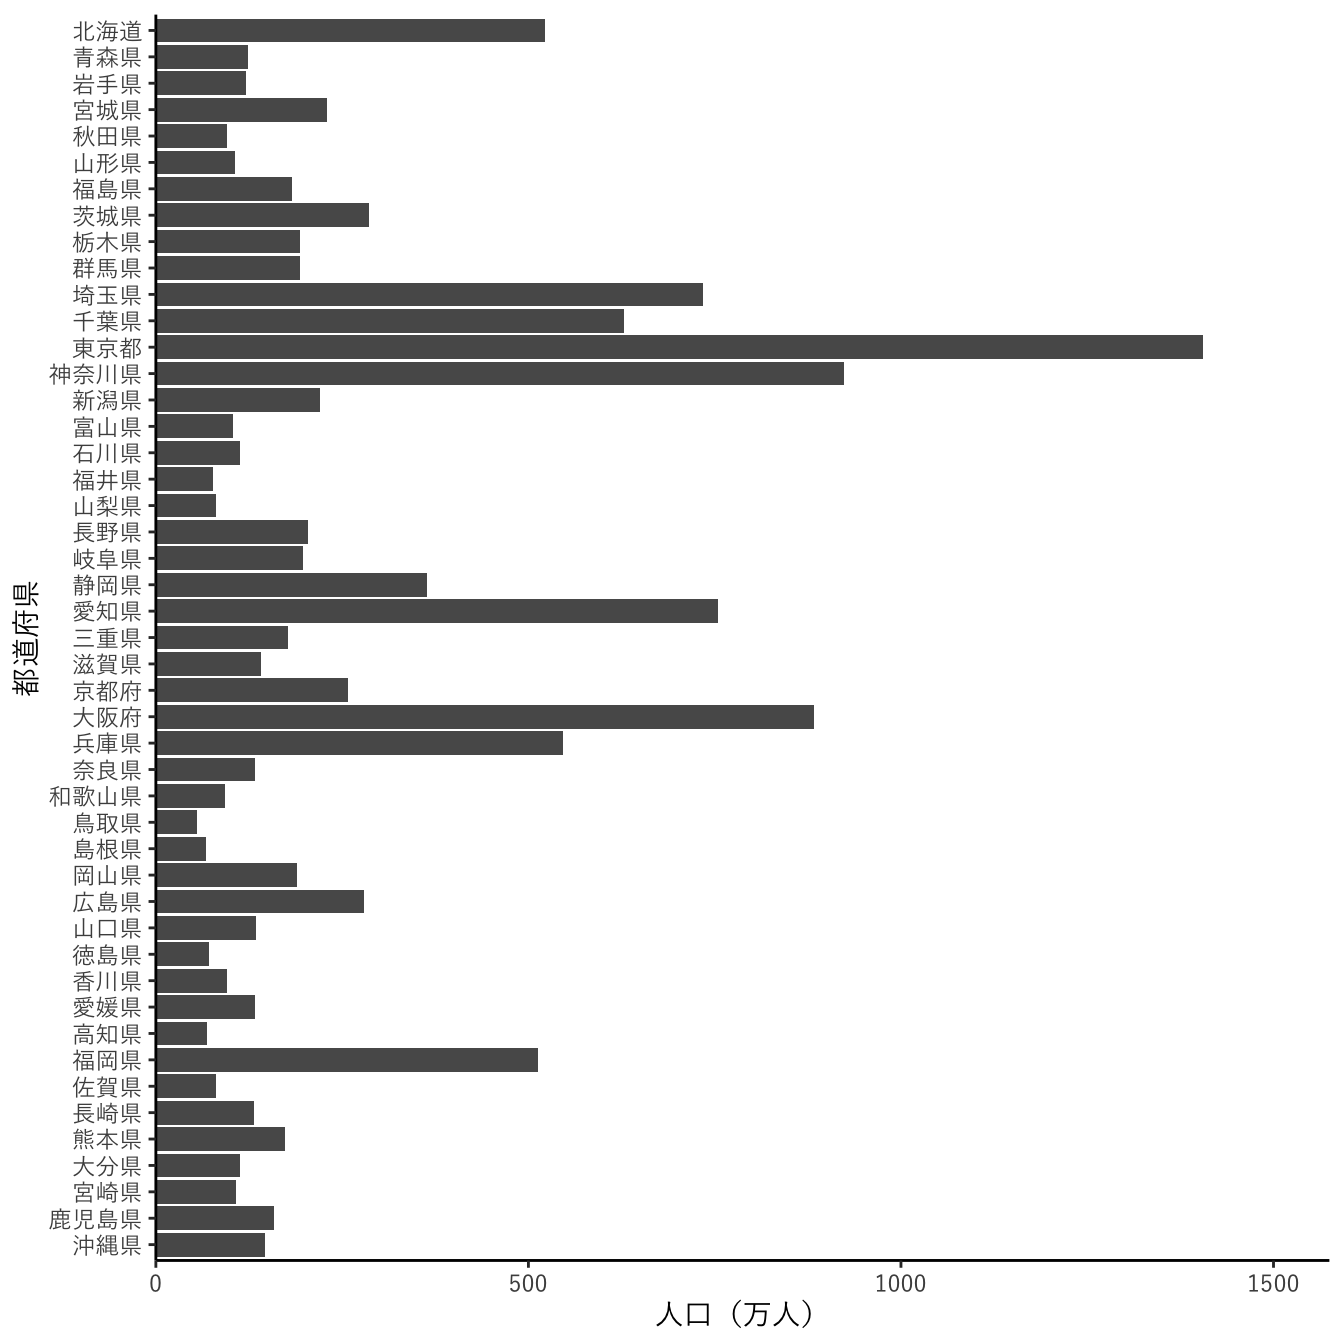 北海道
青森県
岩手県
宮城県
秋田県
山形県
福島県
茨城県
栃木県
群馬県
埼玉県
千葉県
東京都
神奈川県
新潟県
富山県
石川県
福井県
山梨県
長野県
岐阜県
静岡県
愛知県
三重県
滋賀県
京都府
大阪府
兵庫県
奈良県
和歌山県
鳥取県
島根県
岡山県
広島県
山口県
徳島県
香川県
愛媛県
高知県
福岡県
佐賀県
長崎県
熊本県
大分県
宮崎県
鹿児島県
沖縄県
都道府県
0 500 1000 1500
人口（万人）